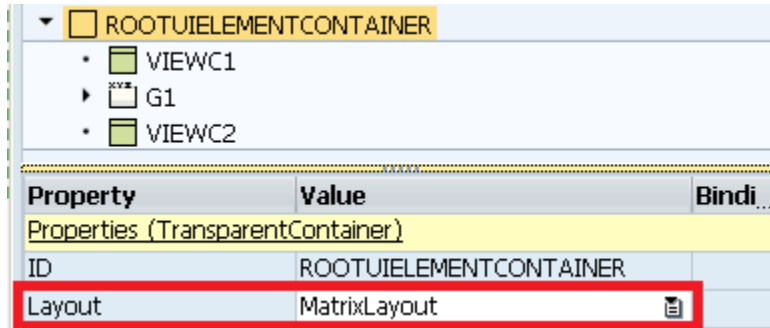 ROOTUIELEMENTCONTAINER
VIEWC1
G1
VIEWC2
Property Value Bindi...
Properties (TransparentContainer)
ID ROOTUIELEMENTCONTAINER
Layout MatrixLayout